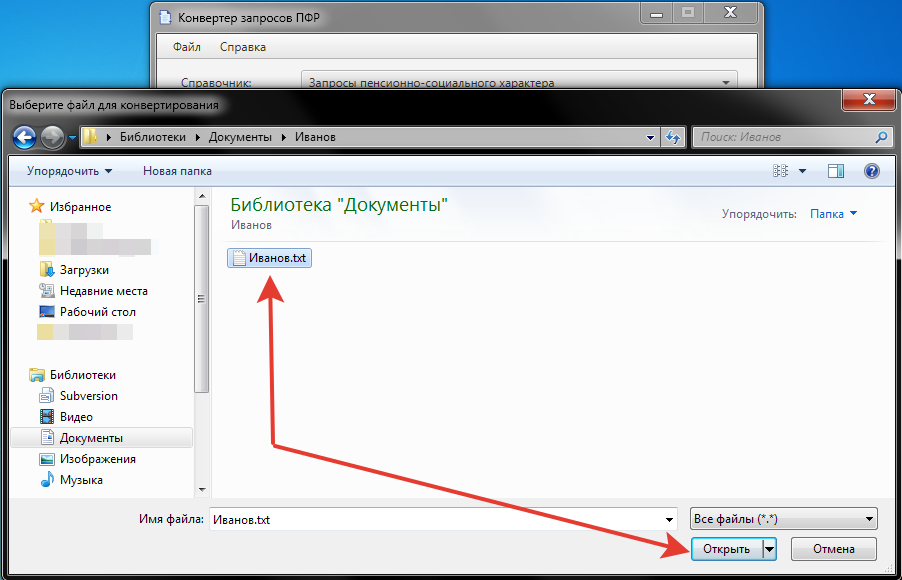 Конвертер запросов ПФР
Файл Справка
Справочник: Запросы пенсионно-социального характера
Выберите файл для конвертирования
Библиотеки Документы Иванов
Поиск: Иванов
Упорядочить Новая папка
Избранное
Загрузки
Недавние места
Рабочий стол
Библиотеки
Subversion
Видео
Документы
Изображения
Музыка
Библиотека "Документы"
Иванов
Упорядочить: Папка
Иванов.txt
Имя файла: Иванов.txt
Все файлы (*.*)
Открыть Отмена